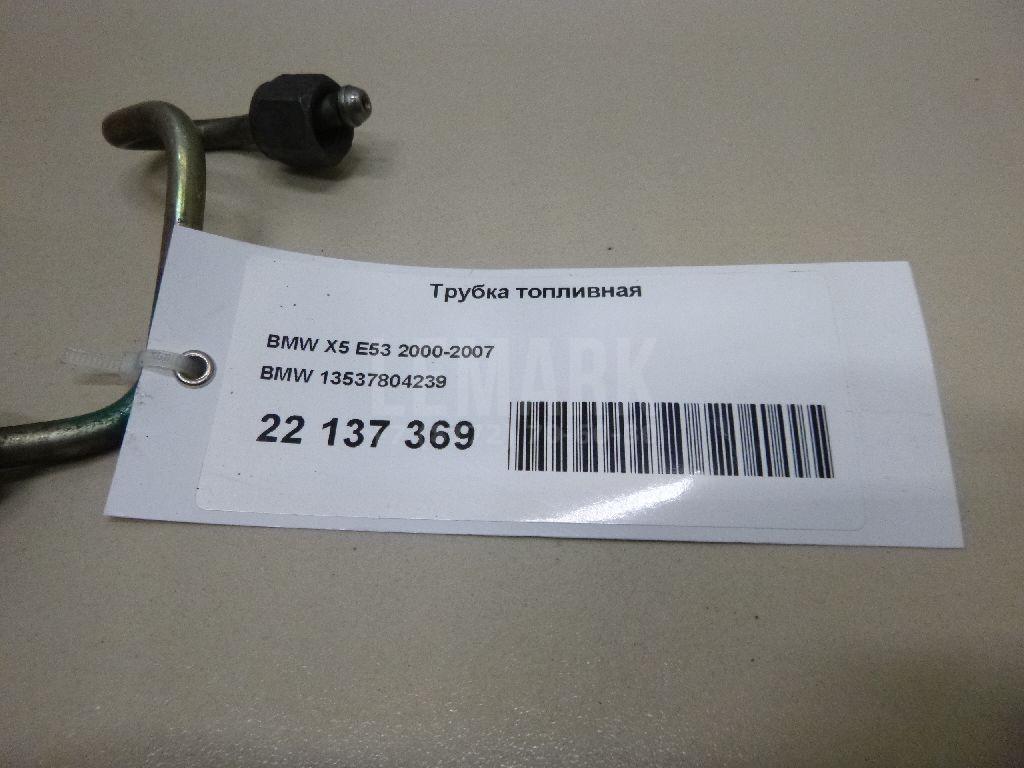 Трубка топливная
BMW X5 E53 2000-2007
BMW 13537804239
22 137 369